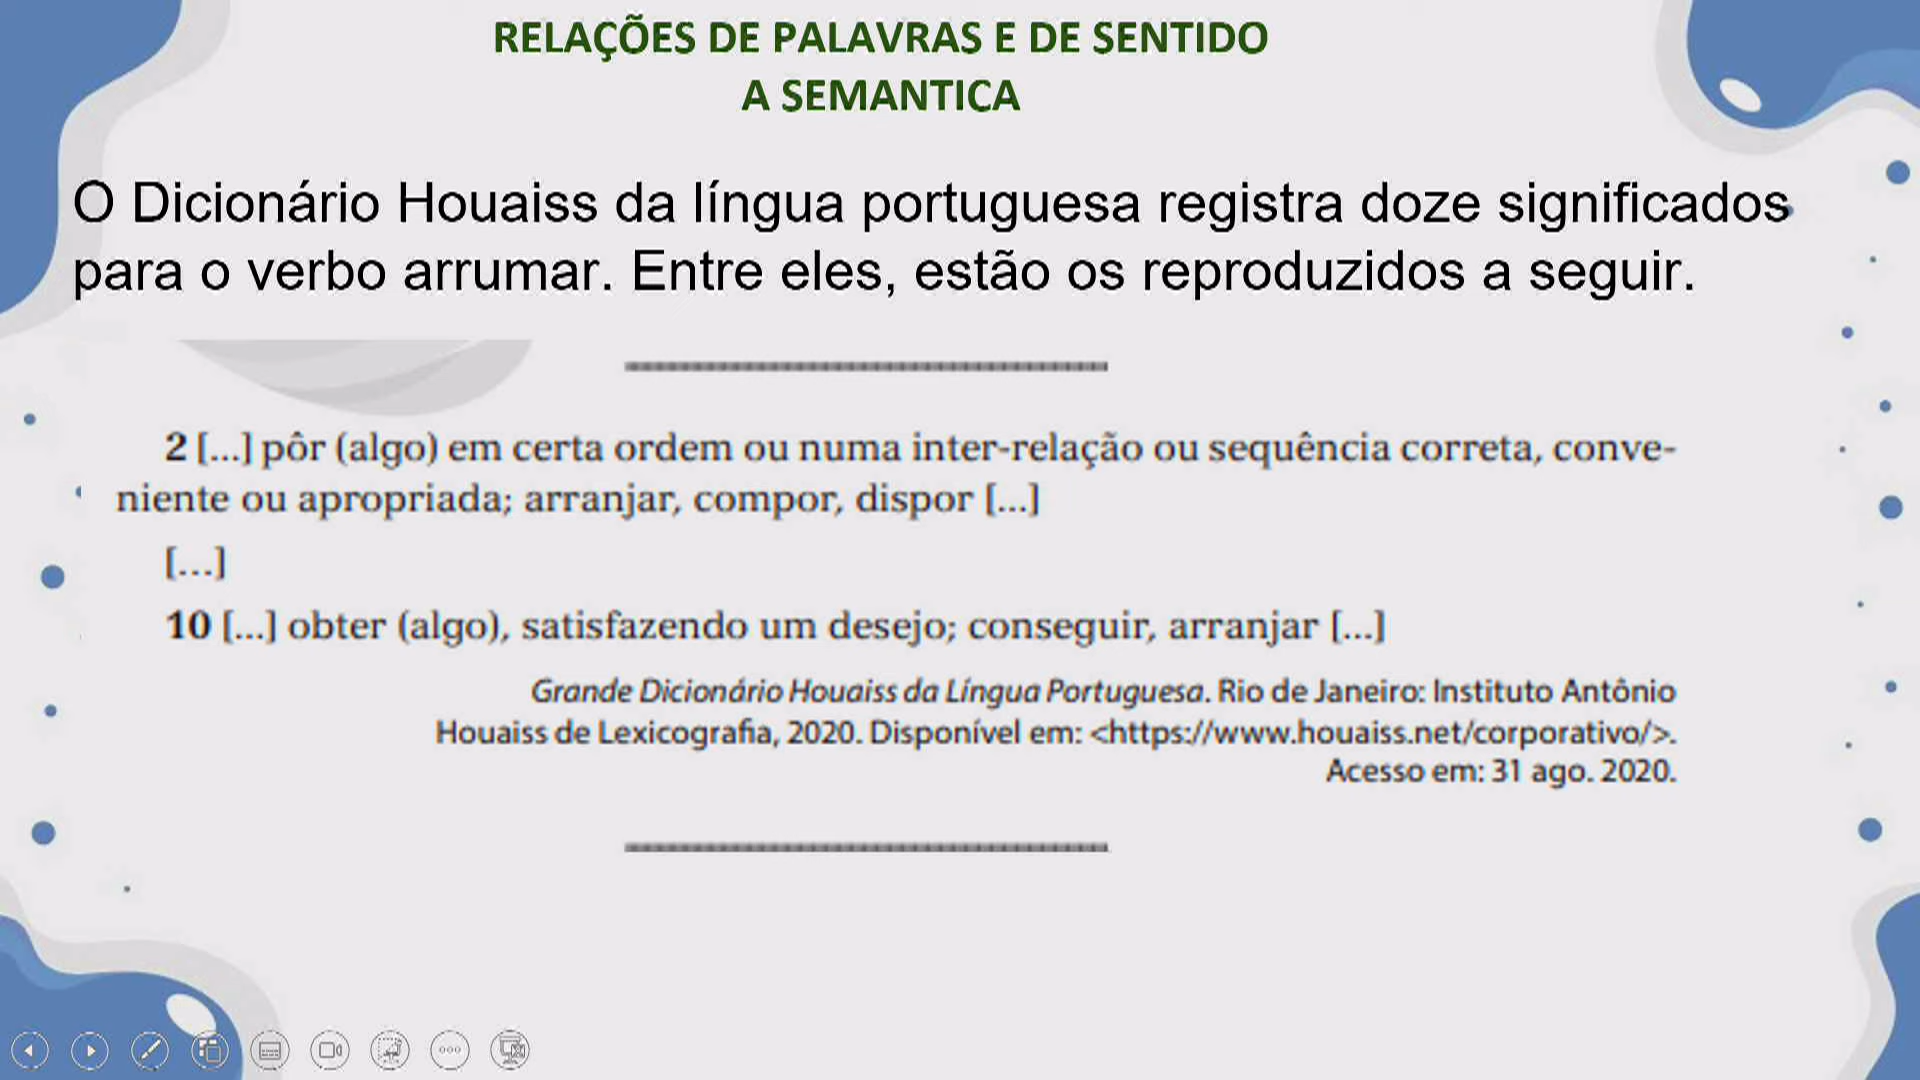 RELAÇÕES DE PALAVRAS E DE SENTIDO
A SEMANTICA
O Dicionário Houaiss da língua portuguesa registra doze significados
para o verbo arrumar. Entre eles, estão os reproduzidos a seguir.
2 [...] pôr (algo) em certa ordem ou numa inter-relação ou sequência correta, conve-
niente ou apropriada; arranjar, compor, dispor [...]
[...]
10 [...] obter (algo), satisfazendo um desejo; conseguir, arranjar [...]
Grande Dicionário Houaiss da Língua Portuguesa. Rio de Janeiro: Instituto Antônio
Houaiss de Lexicografia, 2020. Disponível em: <https://www.houaiss.net/corporativo/>.
Acesso em: 31 ago. 2020.